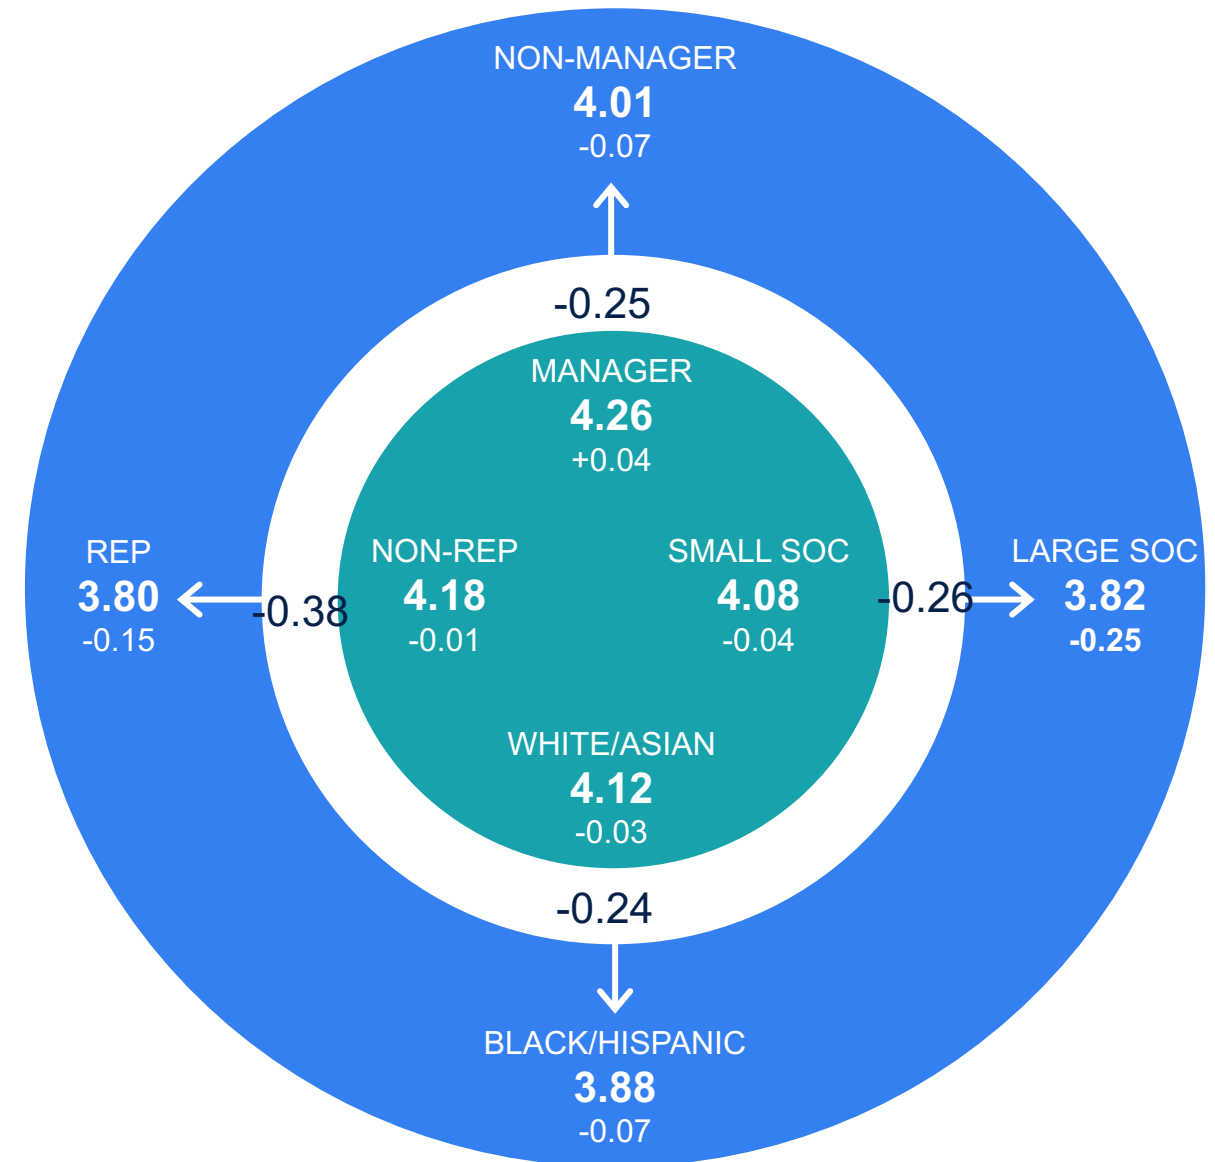 NON-MANAGER
4.01
-0.07
-0.25
MANAGER
4.26
+0.04
REP
3.80
-0.15
-0.38
NON-REP
4.18
-0.01
SMALL SOC
4.08
-0.04
-0.26
LARGE SOC
3.82
-0.25
WHITE/ASIAN
4.12
-0.03
-0.24
BLACK/HISPANIC
3.88
-0.07